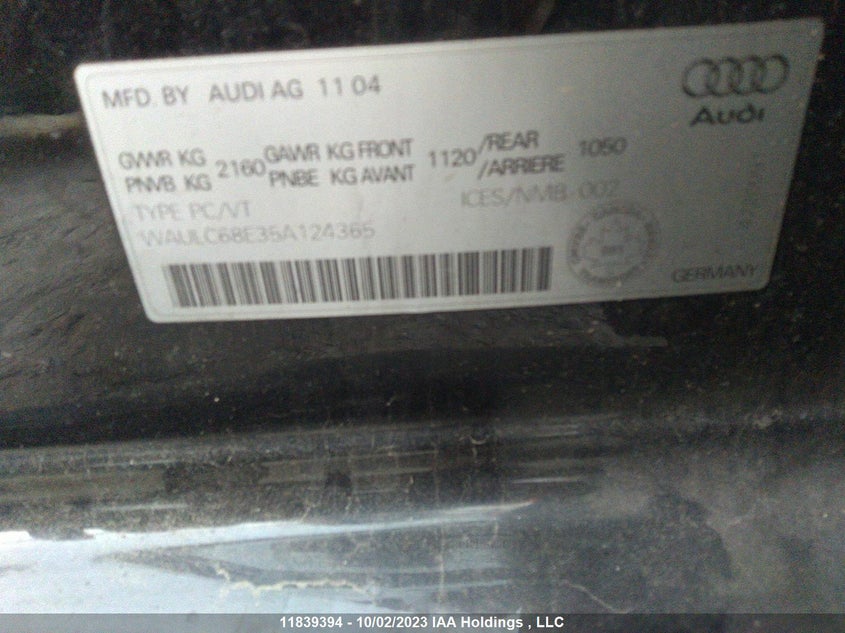 MFD. BY AUDI AG 11 04
Audi
GVWR KG 2160 GAWR KG FRONT 1120 /REAR 1050
PNVB KG PNBE KG AVANT /ARRIERE
TYPE PC/VT ICES/NMB-002
WAULC68E35A124365
GERMANY
11839394 - 10/02/2023 IAA Holdings , LLC